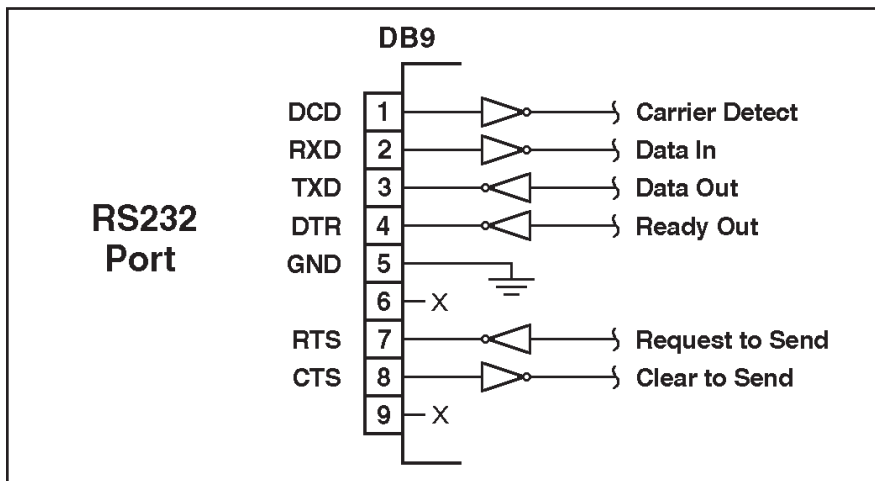 DB9
RS232
Port
DCD 1 Carrier Detect
RXD 2 Data In
TXD 3 Data Out
DTR 4 Ready Out
GND 5
6 X
RTS 7 Request to Send
CTS 8 Clear to Send
9 X